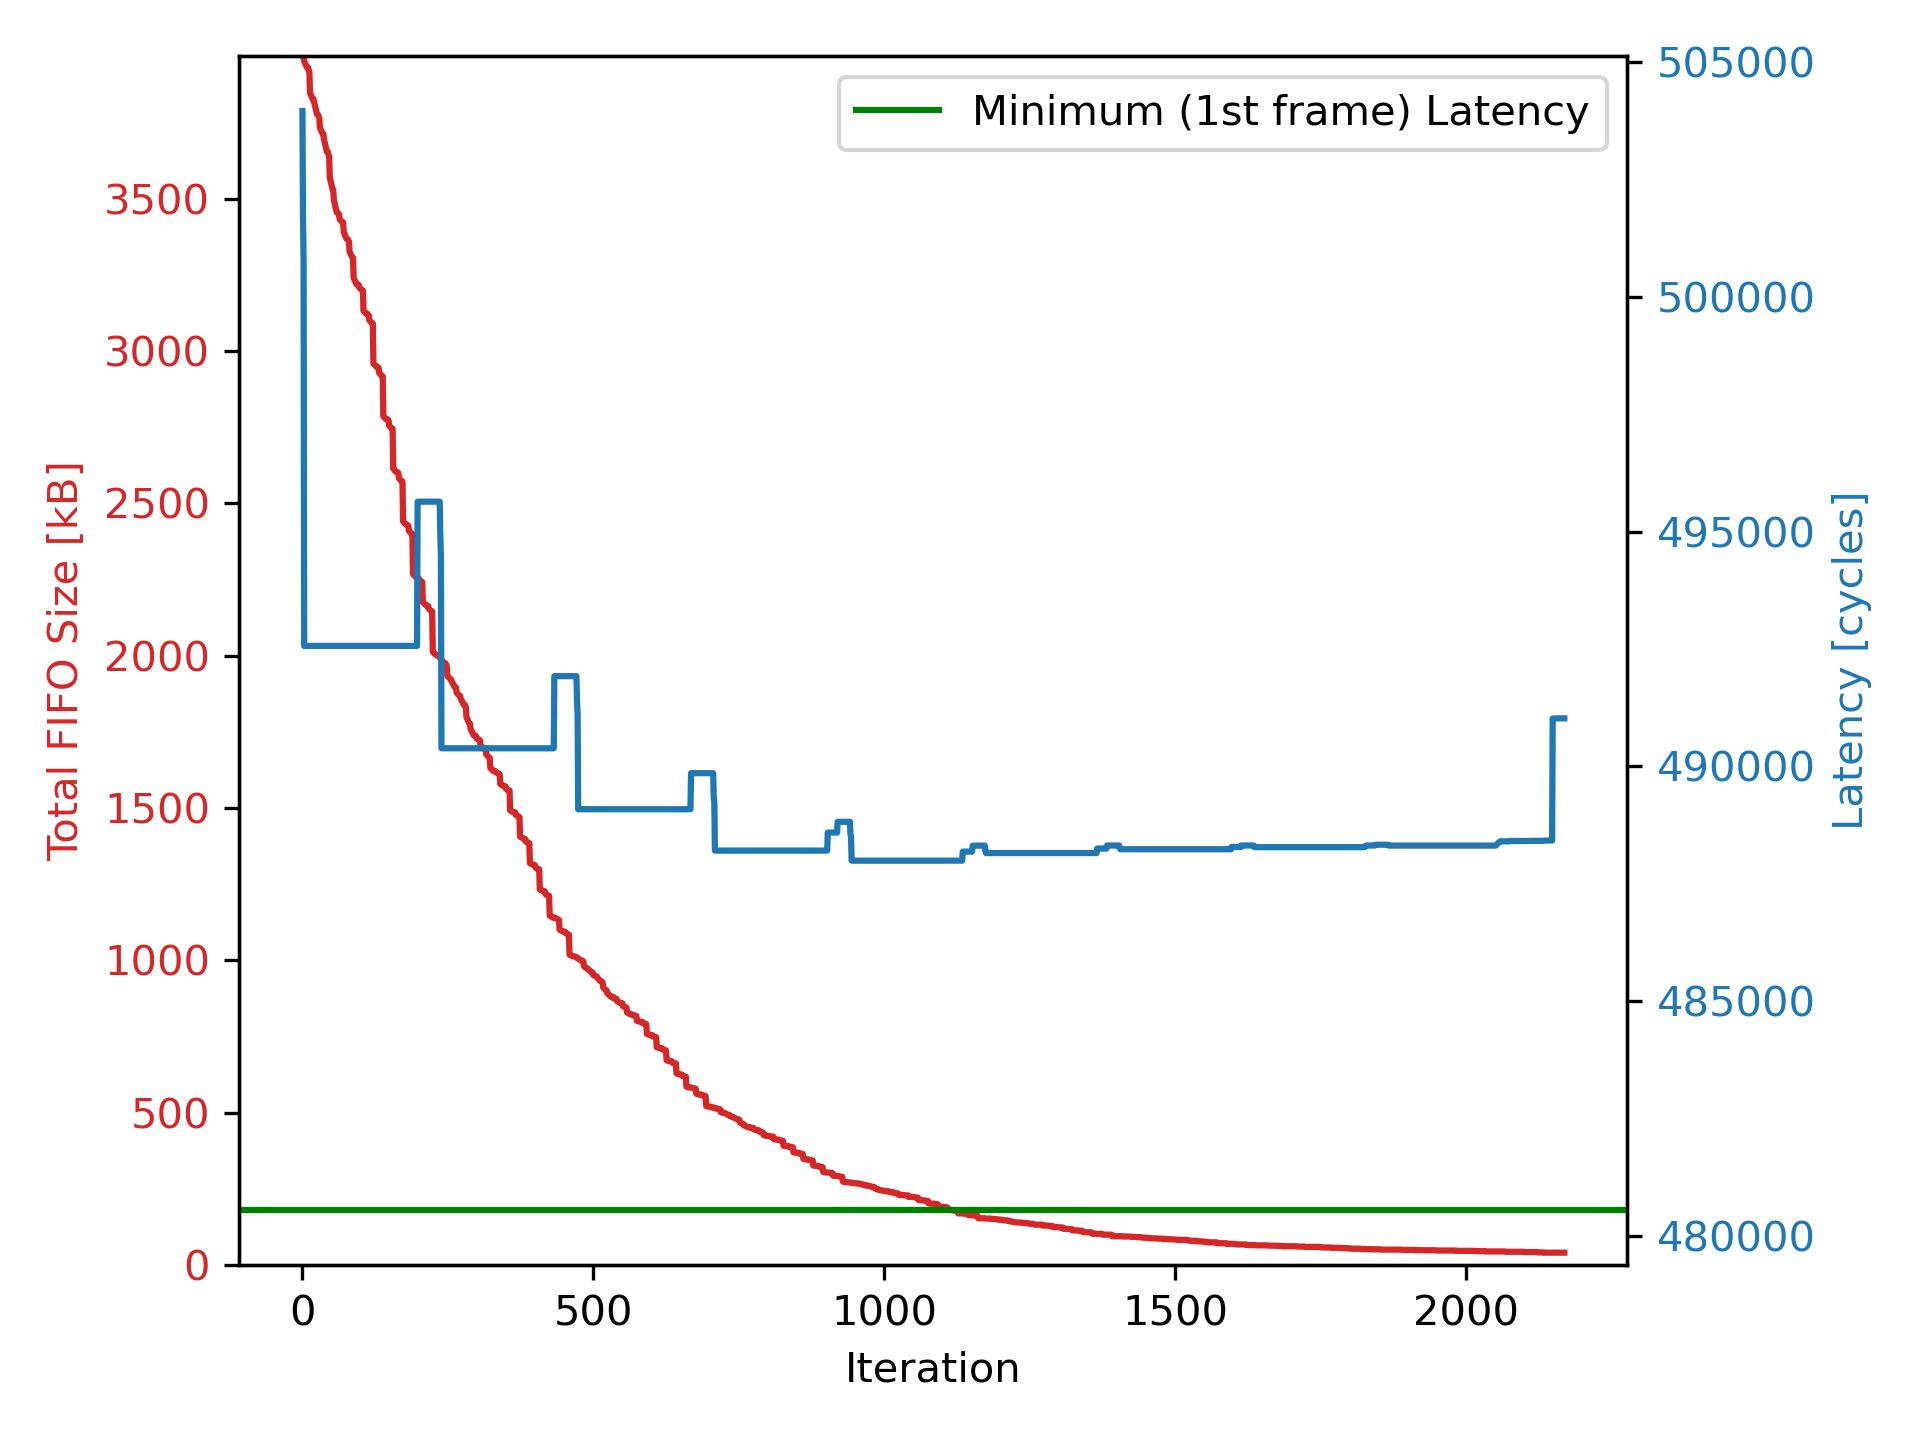 Minimum (1st frame) Latency
Total FIFO Size [kB]
3500
3000
2500
2000
1500
1000
500
0
505000
500000
495000
490000
485000
480000
Latency [cycles]
0 500 1000 1500 2000
Iteration